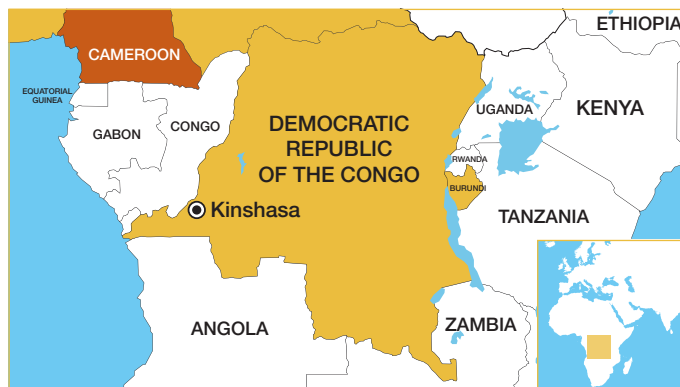 ETHIOPIA
CAMEROON
EQUATORIAL
GUINEA
UGANDA
KENYA
GABON
CONGO
DEMOCRATIC
REPUBLIC
OF THE CONGO
RWANDA
BURUNDI
Kinshasa
TANZANIA
ANGOLA
ZAMBIA